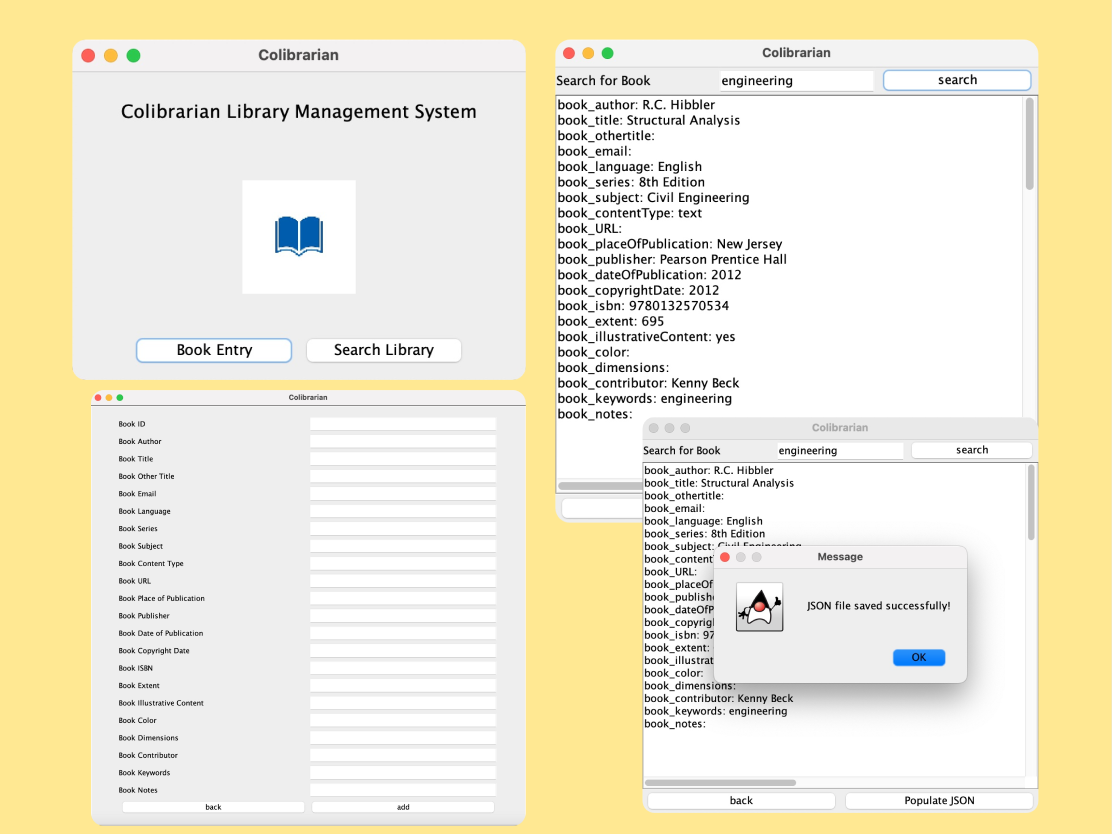 Colibrarian
Colibrarian Library Management System
Book Entry
Search Library
Colibrarian
Book ID
Book Author
Book Title
Book Other Title
Book Email
Book Language
Book Series
Book Subject
Book Content Type
Book URL
Book Place of Publication
Book Publisher
Book Date of Publication
Book Copyright Date
Book ISBN
Book Extent
Book Illustrative Content
Book Color
Book Dimensions
Book Contributor
Book Keywords
Book Notes
back
add
Colibrarian
Search for Book engineering search
book_author: R.C. Hibbler
book_title: Structural Analysis
book_othertitle:
book_email:
book_language: English
book_series: 8th Edition
book_subject: Civil Engineering
book_contentType: text
book_URL:
book_placeOfPublication: New Jersey
book_publisher: Pearson Prentice Hall
book_dateOfPublication: 2012
book_copyrightDate: 2012
book_isbn: 9780132570534
book_extent: 695
book_illustrativeContent: yes
book_color:
book_dimensions:
book_contributor: Kenny Beck
book_keywords: engineering
book_notes:
Colibrarian
Search for Book engineering search
book_author: R.C. Hibbler
book_title: Structural Analysis
book_othertitle:
book_email:
book_language: English
book_series: 8th Edition
book_subject: Civil Engineering
book_content
book_URL:
book_placeOf
book_publishe
book_dateOfP
book_copyrig
book_isbn: 97
book_extent:
book_illustrat
book_color:
book_dimensions:
book_contributor: Kenny Beck
book_keywords: engineering
book_notes:
back
Populate JSON
Message
JSON file saved successfully!
OK